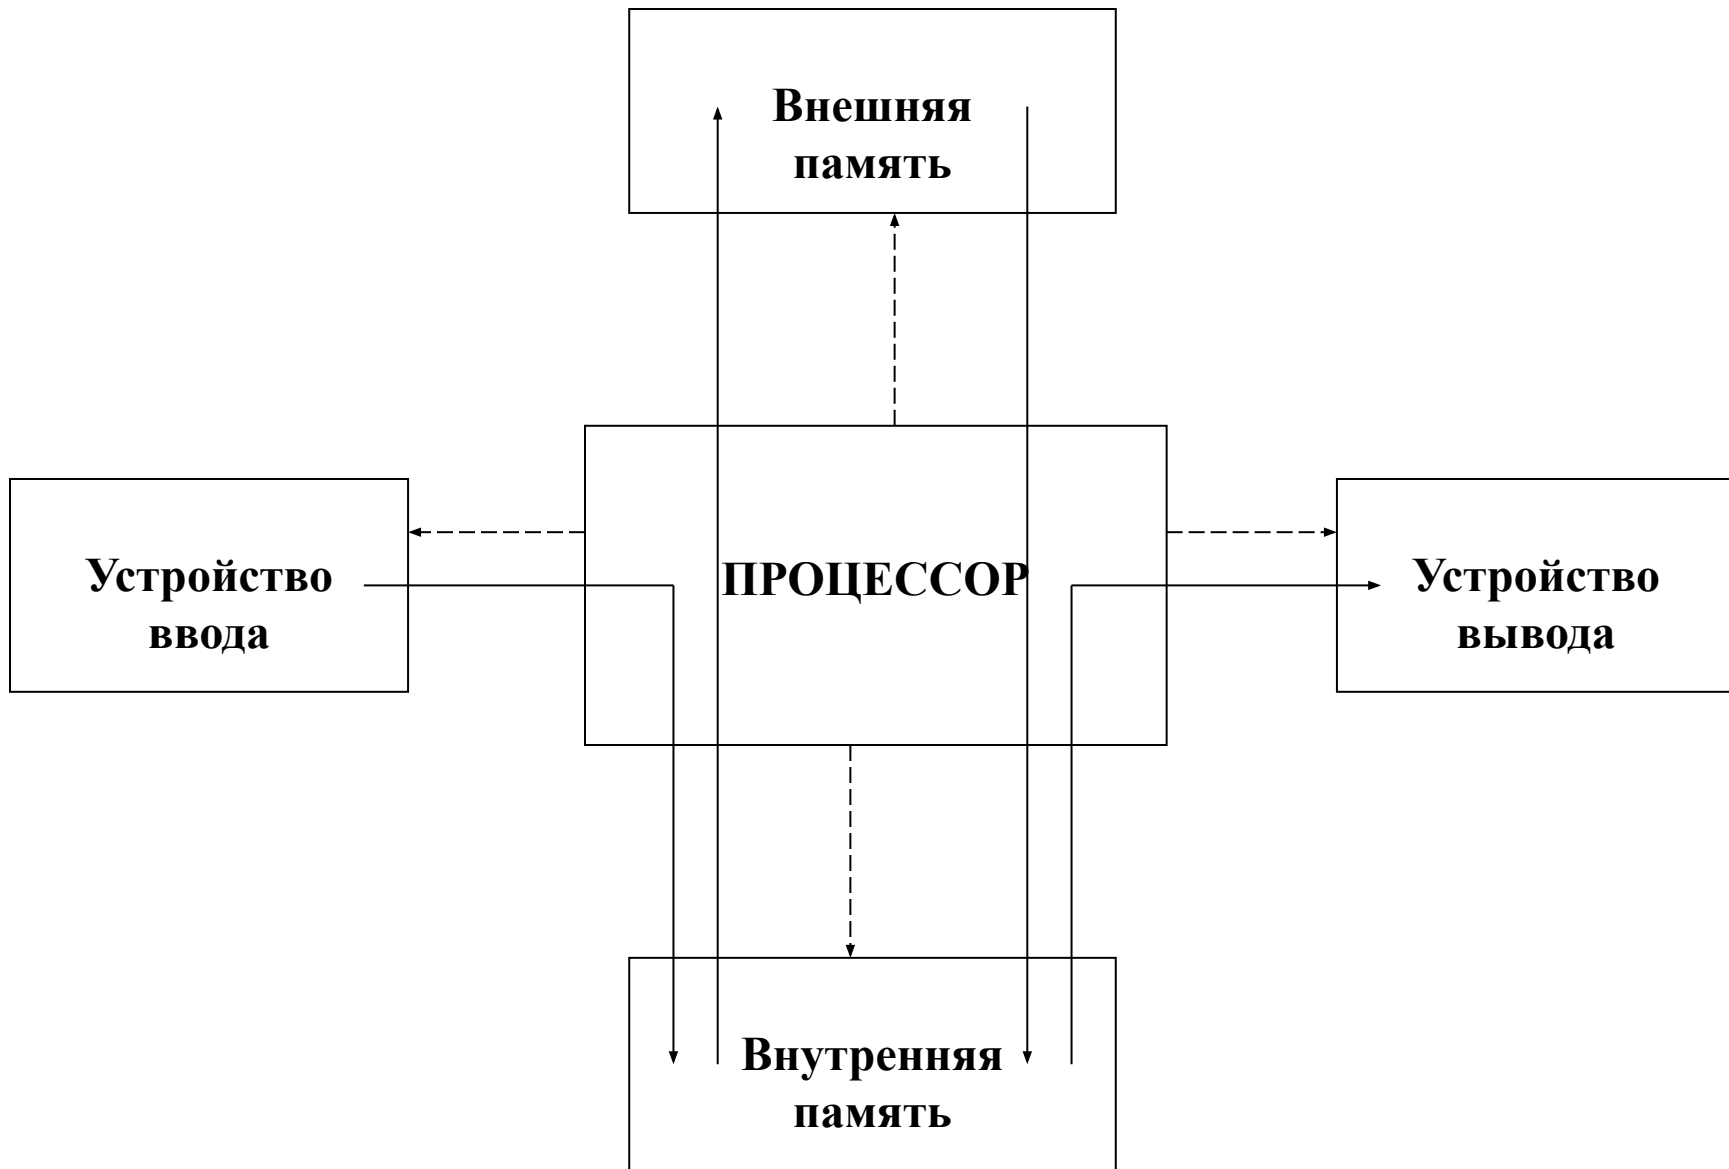 Внешняя
память
Устройство
ввода
ПРОЦЕССОР
Устройство
вывода
Внутренняя
память